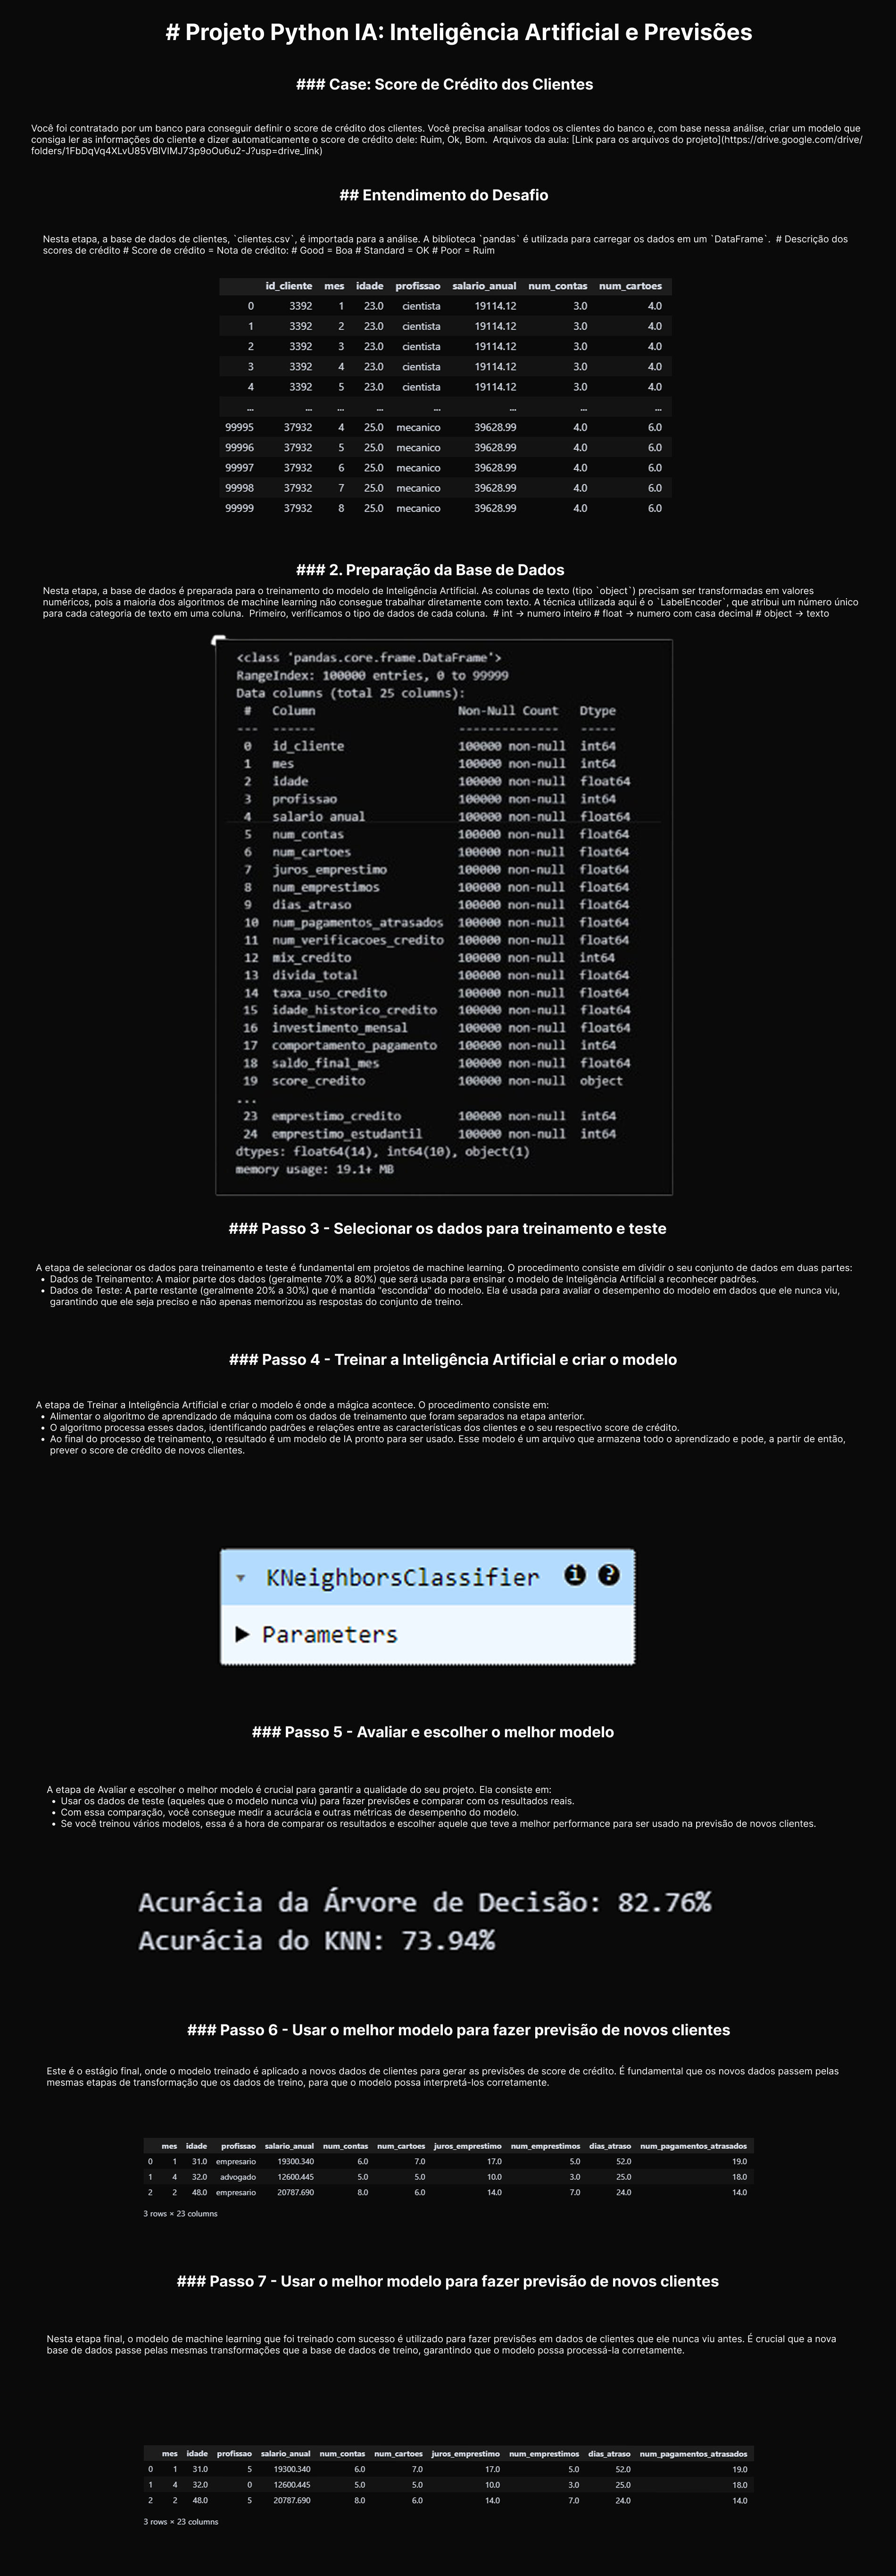 # Projeto Python IA: Inteligência Artificial e Previsões
### Case: Score de Crédito dos Clientes
Você foi contratado por um banco para conseguir definir o score de crédito dos clientes. Você precisa analisar todos os clientes do banco e, com base nessa análise, criar um modelo que
consiga ler as informações do cliente e dizer automaticamente o score de crédito dele: Ruim, Ok, Bom.  Arquivos da aula: [Link para os arquivos do projeto](https://drive.google.com/drive/
folders/1FbDqVq4XLvU85VBIVIMJ73p9oOu6u2-J?usp=drive_link)
## Entendimento do Desafio
Nesta etapa, a base de dados de clientes, `clientes.csv`, é importada para a análise. A biblioteca `pandas` é utilizada para carregar os dados em um `DataFrame`.  # Descrição dos
scores de crédito # Score de crédito = Nota de crédito: # Good = Boa # Standard = OK # Poor = Ruim
id_cliente mes idade profissao salario_anual num_contas num_cartoes
0 3392 1 23.0 cientista 19114.12 3.0 4.0
1 3392 2 23.0 cientista 19114.12 3.0 4.0
2 3392 3 23.0 cientista 19114.12 3.0 4.0
3 3392 4 23.0 cientista 19114.12 3.0 4.0
4 3392 5 23.0 cientista 19114.12 3.0 4.0
... ... ... ... ... ... ... ...
99995 37932 4 25.0 mecanico 39628.99 4.0 6.0
99996 37932 5 25.0 mecanico 39628.99 4.0 6.0
99997 37932 6 25.0 mecanico 39628.99 4.0 6.0
99998 37932 7 25.0 mecanico 39628.99 4.0 6.0
99999 37932 8 25.0 mecanico 39628.99 4.0 6.0
### 2. Preparação da Base de Dados
Nesta etapa, a base de dados é preparada para o treinamento do modelo de Inteligência Artificial. As colunas de texto (tipo `object`) precisam ser transformadas em valores
numéricos, pois a maioria dos algoritmos de machine learning não consegue trabalhar diretamente com texto. A técnica utilizada aqui é o `LabelEncoder`, que atribui um número único
para cada categoria de texto em uma coluna.  Primeiro, verificamos o tipo de dados de cada coluna.  # int -> numero inteiro # float -> numero com casa decimal # object -> texto
<class 'pandas.core.frame.DataFrame'>
RangeIndex: 100000 entries, 0 to 99999
Data columns (total 25 columns):
# Column Non-Null Count Dtype
--- ------ -------------- -----
0 id_cliente 100000 non-null int64
1 mes 100000 non-null int64
2 idade 100000 non-null float64
3 profissao 100000 non-null int64
4 salario_anual 100000 non-null float64
5 num_contas 100000 non-null float64
6 num_cartoes 100000 non-null float64
7 juros_emprestimo 100000 non-null float64
8 num_emprestimos 100000 non-null float64
9 dias_atraso 100000 non-null float64
10 num_pagamentos_atrasados 100000 non-null float64
11 num_verificacoes_credito 100000 non-null float64
12 mix_credito 100000 non-null int64
13 divida_total 100000 non-null float64
14 taxa_uso_credito 100000 non-null float64
15 idade_historico_credito 100000 non-null float64
16 investimento_mensal 100000 non-null float64
17 comportamento_pagamento 100000 non-null int64
18 saldo_final_mes 100000 non-null float64
19 score_credito 100000 non-null object
...
23 emprestimo_credito 100000 non-null int64
24 emprestimo_estudantil 100000 non-null int64
dtypes: float64(14), int64(10), object(1)
memory usage: 19.1+ MB
### Passo 3 - Selecionar os dados para treinamento e teste
A etapa de selecionar os dados para treinamento e teste é fundamental em projetos de machine learning. O procedimento consiste em dividir o seu conjunto de dados em duas partes:
• Dados de Treinamento: A maior parte dos dados (geralmente 70% a 80%) que será usada para ensinar o modelo de Inteligência Artificial a reconhecer padrões.
• Dados de Teste: A parte restante (geralmente 20% a 30%) que é mantida "escondida" do modelo. Ela é usada para avaliar o desempenho do modelo em dados que ele nunca viu,
garantindo que ele seja preciso e não apenas memorizou as respostas do conjunto de treino.
### Passo 4 - Treinar a Inteligência Artificial e criar o modelo
A etapa de Treinar a Inteligência Artificial e criar o modelo é onde a mágica acontece. O procedimento consiste em:
• Alimentar o algoritmo de aprendizado de máquina com os dados de treinamento que foram separados na etapa anterior.
• O algoritmo processa esses dados, identificando padrões e relações entre as características dos clientes e o seu respectivo score de crédito.
• Ao final do processo de treinamento, o resultado é um modelo de IA pronto para ser usado. Esse modelo é um arquivo que armazena todo o aprendizado e pode, a partir de então,
prever o score de crédito de novos clientes.
▼ KNeighborsClassifier i ?
▶ Parameters
### Passo 5 - Avaliar e escolher o melhor modelo
A etapa de Avaliar e escolher o melhor modelo é crucial para garantir a qualidade do seu projeto. Ela consiste em:
• Usar os dados de teste (aqueles que o modelo nunca viu) para fazer previsões e comparar com os resultados reais.
• Com essa comparação, você consegue medir a acurácia e outras métricas de desempenho do modelo.
• Se você treinou vários modelos, essa é a hora de comparar os resultados e escolher aquele que teve a melhor performance para ser usado na previsão de novos clientes.
Acurácia da Árvore de Decisão: 82.76%
Acurácia do KNN: 73.94%
### Passo 6 - Usar o melhor modelo para fazer previsão de novos clientes
Este é o estágio final, onde o modelo treinado é aplicado a novos dados de clientes para gerar as previsões de score de crédito. É fundamental que os novos dados passem pelas
mesmas etapas de transformação que os dados de treino, para que o modelo possa interpretá-los corretamente.
mes idade profissao salario_anual num_contas num_cartoes juros_emprestimo num_emprestimos dias_atraso num_pagamentos_atrasados
0 1 31.0 empresario 19300.340 6.0 7.0 17.0 5.0 52.0 19.0
1 4 32.0 advogado 12600.445 5.0 5.0 10.0 3.0 25.0 18.0
2 2 48.0 empresario 20787.690 8.0 6.0 14.0 7.0 24.0 14.0
3 rows × 23 columns
### Passo 7 - Usar o melhor modelo para fazer previsão de novos clientes
Nesta etapa final, o modelo de machine learning que foi treinado com sucesso é utilizado para fazer previsões em dados de clientes que ele nunca viu antes. É crucial que a nova
base de dados passe pelas mesmas transformações que a base de dados de treino, garantindo que o modelo possa processá-la corretamente.
mes idade profissao salario_anual num_contas num_cartoes juros_emprestimo num_emprestimos dias_atraso num_pagamentos_atrasados
0 1 31.0 5 19300.340 6.0 7.0 17.0 5.0 52.0 19.0
1 4 32.0 0 12600.445 5.0 5.0 10.0 3.0 25.0 18.0
2 2 48.0 5 20787.690 8.0 6.0 14.0 7.0 24.0 14.0
3 rows × 23 columns